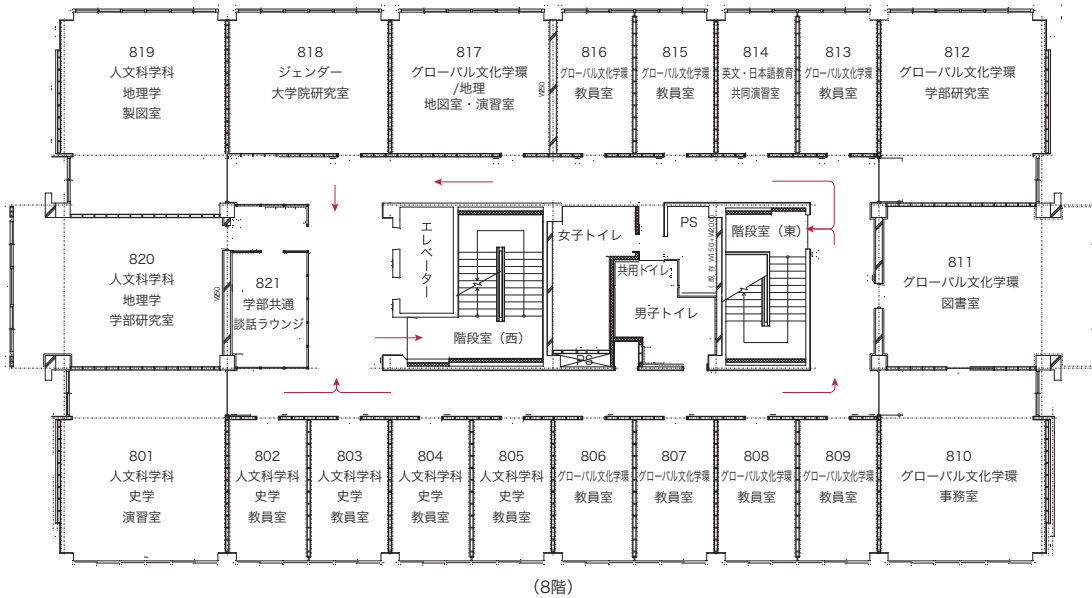 819
人文科学科
地理学
製図室
818
ジェンダー
大学院研究室
817
グローバル文化学環
/地理
地図室・演習室
W250
816
グローバル文化学環
教員室
815
グローバル文化学環
教員室
814
英文・日本語教育
共同演習室
813
グローバル文化学環
教員室
812
グローバル文化学環
学部研究室
820
人文科学科
地理学
学部研究室
W250
821
学部共通
談話ラウンジ
エレベーター
階段室（西）
女子トイレ
共用トイレ
男子トイレ
PS
PS
（既存 W150+W200）
階段室（東）
811
グローバル文化学環
図書室
801
人文科学科
史学
演習室
802
人文科学科
史学
教員室
803
人文科学科
史学
教員室
804
人文科学科
史学
教員室
805
人文科学科
史学
教員室
806
グローバル文化学環
教員室
807
グローバル文化学環
教員室
808
グローバル文化学環
教員室
809
グローバル文化学環
教員室
810
グローバル文化学環
事務室
（8階）